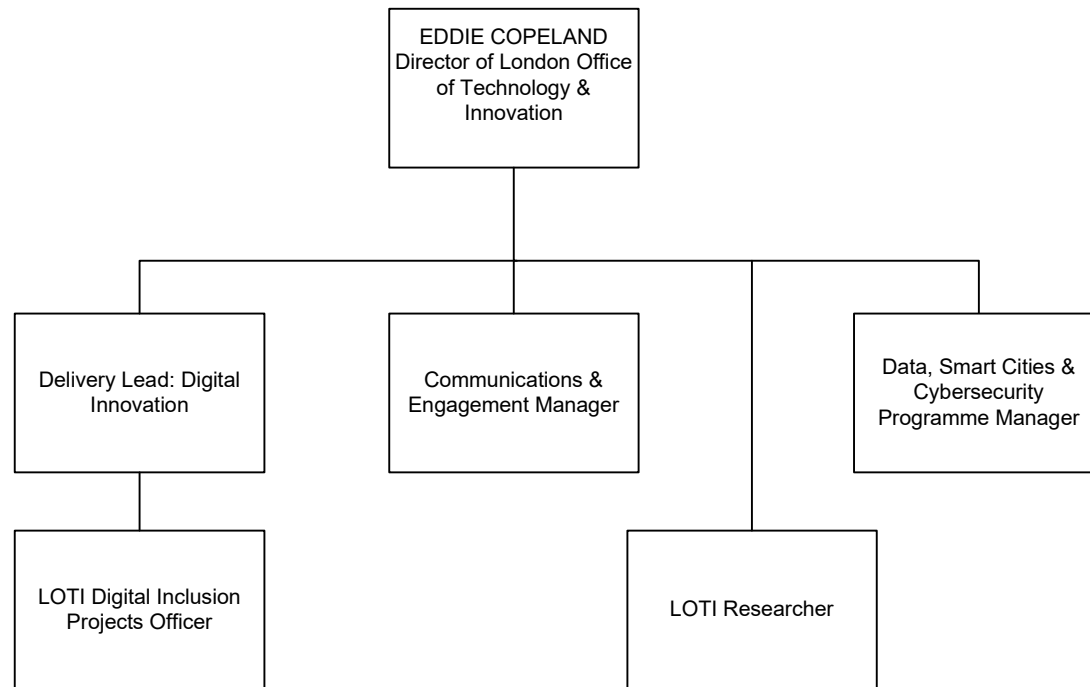 EDDIE COPELAND
Director of London Office
of Technology &
Innovation
Delivery Lead: Digital
Innovation
Communications &
Engagement Manager
Data, Smart Cities &
Cybersecurity
Programme Manager
LOTI Digital Inclusion
Projects Officer
LOTI Researcher